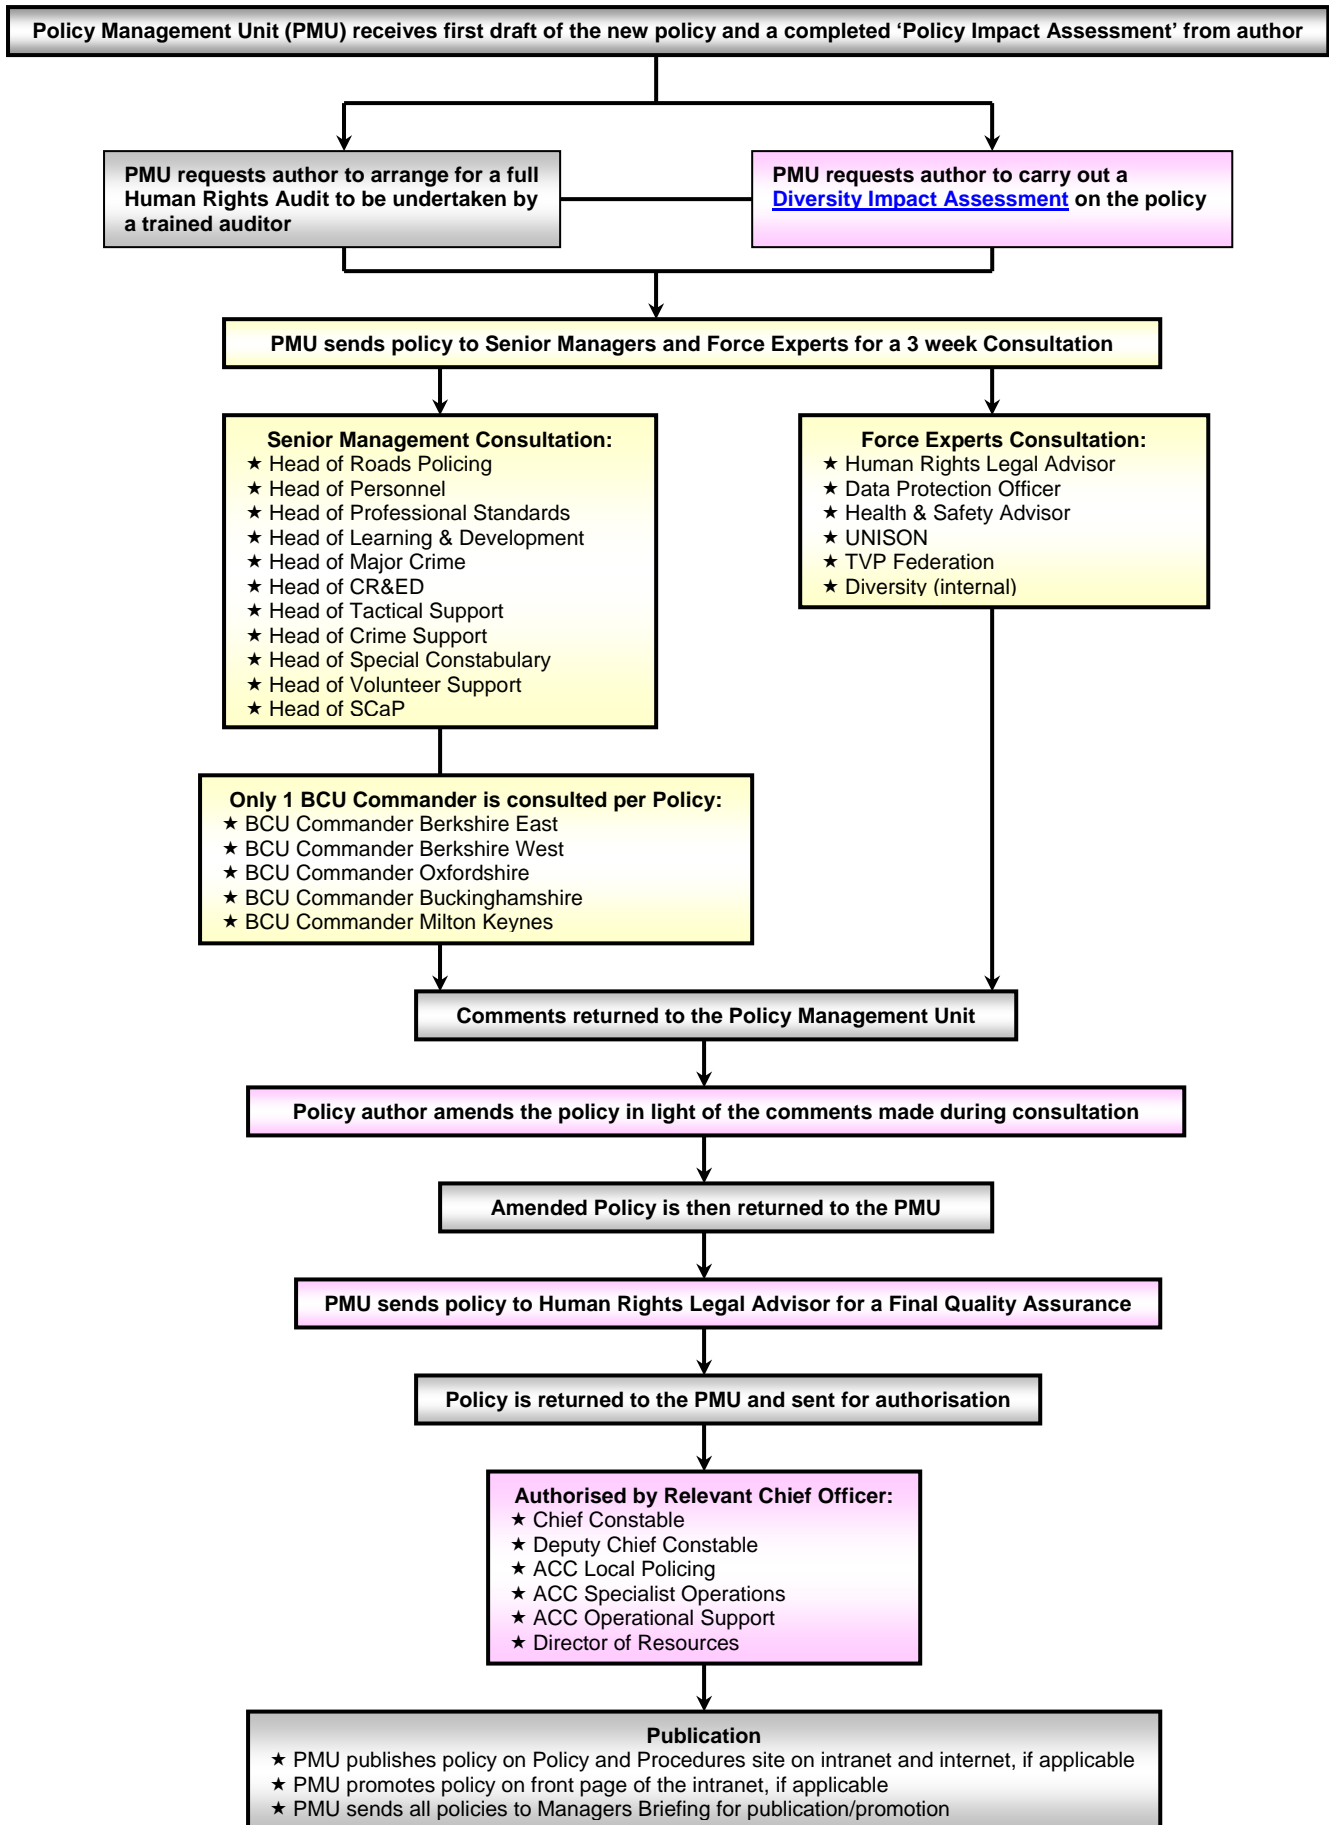 Policy Management Unit (PMU) receives first draft of the new policy and a completed ‘Policy Impact Assessment’ from author
PMU requests author to arrange for a full
Human Rights Audit to be undertaken by
a trained auditor
PMU requests author to carry out a
Diversity Impact Assessment on the policy
PMU sends policy to Senior Managers and Force Experts for a 3 week Consultation
Senior Management Consultation:
★ Head of Roads Policing
★ Head of Personnel
★ Head of Professional Standards
★ Head of Learning & Development
★ Head of Major Crime
★ Head of CR&ED
★ Head of Tactical Support
★ Head of Crime Support
★ Head of Special Constabulary
★ Head of Volunteer Support
★ Head of SCaP
Force Experts Consultation:
★ Human Rights Legal Advisor
★ Data Protection Officer
★ Health & Safety Advisor
★ UNISON
★ TVP Federation
★ Diversity (internal)
Only 1 BCU Commander is consulted per Policy:
★ BCU Commander Berkshire East
★ BCU Commander Berkshire West
★ BCU Commander Oxfordshire
★ BCU Commander Buckinghamshire
★ BCU Commander Milton Keynes
Comments returned to the Policy Management Unit
Policy author amends the policy in light of the comments made during consultation
Amended Policy is then returned to the PMU
PMU sends policy to Human Rights Legal Advisor for a Final Quality Assurance
Policy is returned to the PMU and sent for authorisation
Authorised by Relevant Chief Officer:
★ Chief Constable
★ Deputy Chief Constable
★ ACC Local Policing
★ ACC Specialist Operations
★ ACC Operational Support
★ Director of Resources
Publication
★ PMU publishes policy on Policy and Procedures site on intranet and internet, if applicable
★ PMU promotes policy on front page of the intranet, if applicable
★ PMU sends all policies to Managers Briefing for publication/promotion